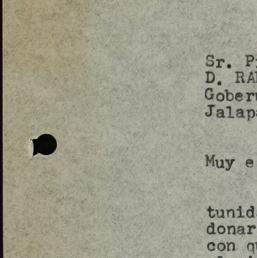 Sr. P
D. RA
Gober
Jalap
Muy e
tunid
donar
con q